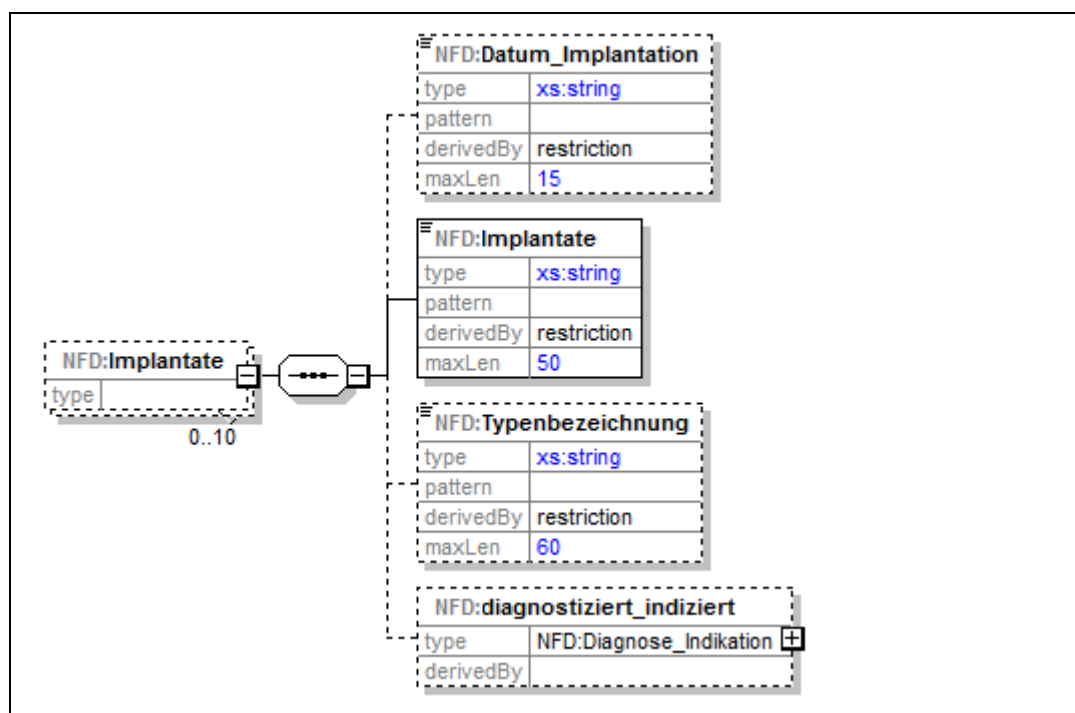 NFD:Datum_Implantation
type xs:string
pattern
derivedBy restriction
maxLen 15
NFD:Implantate
type xs:string
pattern
derivedBy restriction
maxLen 50
NFD:Implantate
type
0..10
NFD:Typenbezeichnung
type xs:string
pattern
derivedBy restriction
maxLen 60
NFD:diagnostiziert_indiziert
type NFD:Diagnose_Indikation
derivedBy